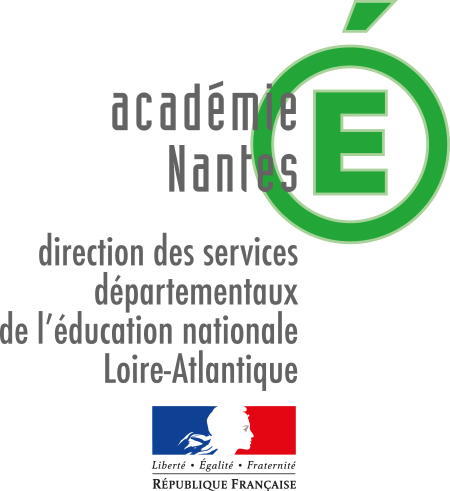 académie
Nantes
É
direction des services
départementaux
de l'éducation nationale
Loire-Atlantique
Liberté • Égalité • Fraternité
RÉPUBLIQUE FRANÇAISE